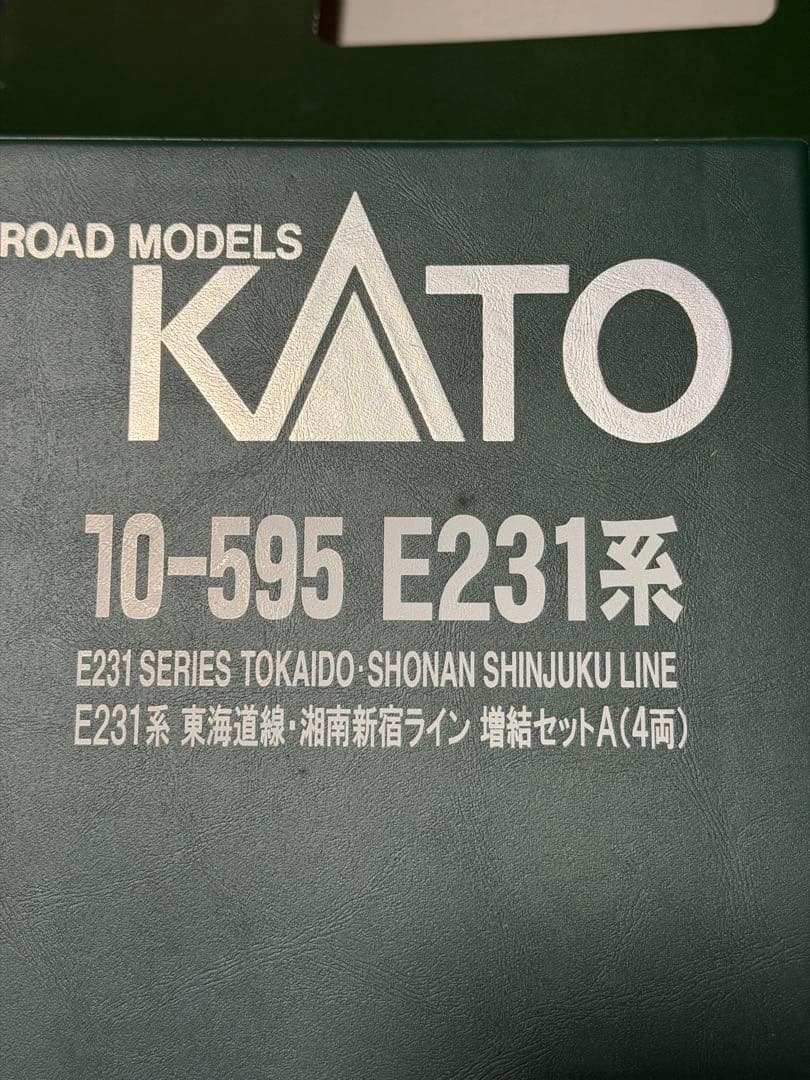 ROAD MODELS
KATO
10-595 E231系
E231 SERIES TOKAIDO·SHONAN SHINJUKU LINE
E231系 東海道線・湘南新宿ライン 増結セットA(4両)